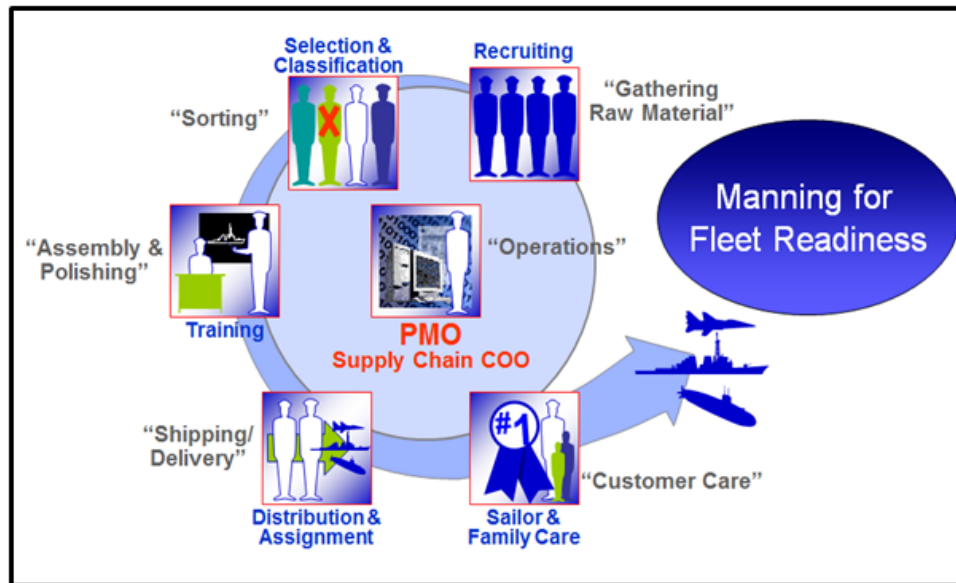 Selection &
Classification
Recruiting
“Gathering
Raw Material”
“Sorting”
Manning for
Fleet Readiness
“Assembly &
Polishing”
Training
“Operations”
PMO
Supply Chain COO
“Shipping/
Delivery”
Distribution &
Assignment
#1
“Customer Care”
Sailor &
Family Care